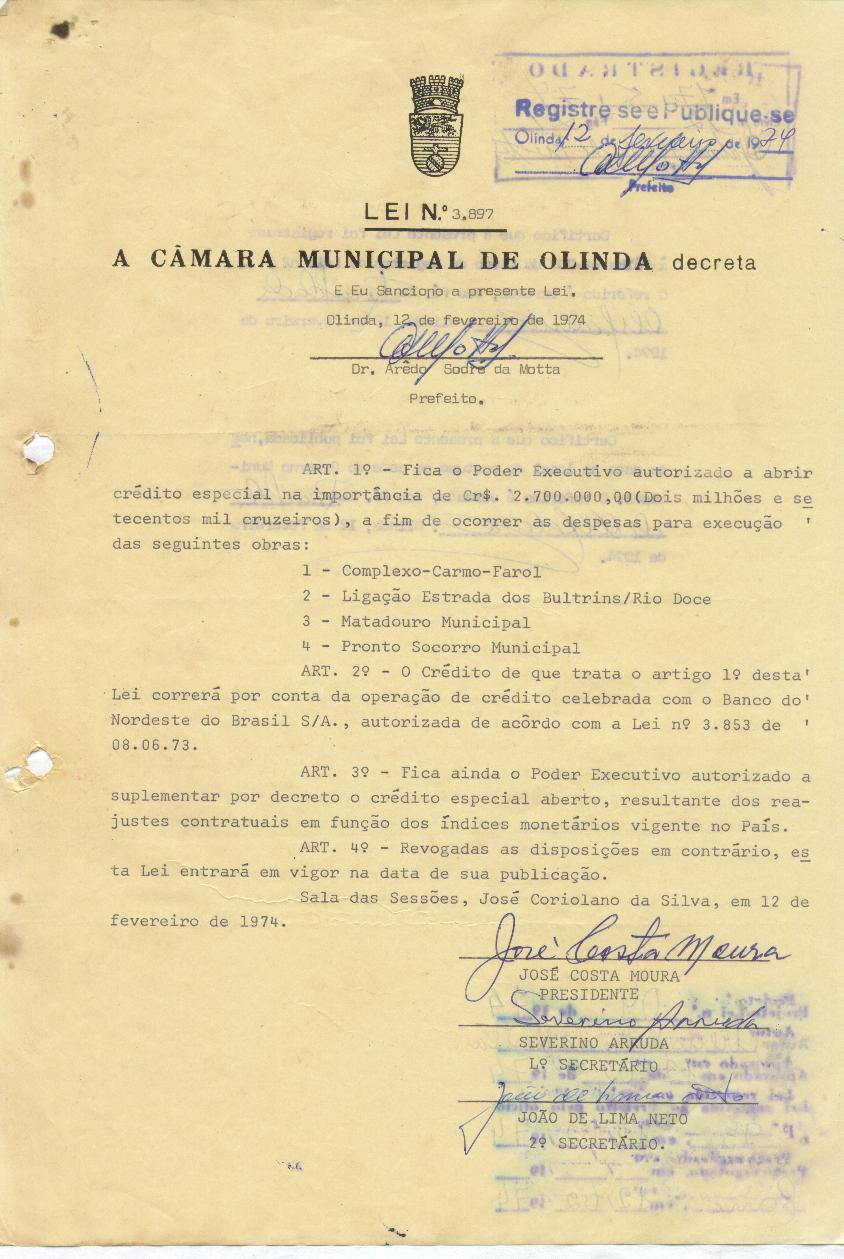 Registre se e Publique-se
Olinda 12 de fevereiro de 1974
Prefeito
LEI N.º 3.897
A CÂMARA MUNICIPAL DE OLINDA decreta
E Eu Sanciono a presente Lei.
Olinda, 12 de fevereiro de 1974
Dr. Arêdo Sodré da Motta
Prefeito.
ART. 1º - Fica o Poder Executivo autorizado a abrir
crédito especial na importância de Cr$. 2.700.000,00(Dois milhões e se
tecentos mil cruzeiros), a fim de ocorrer as despesas para execução '
das seguintes obras:
1 - Complexo-Carmo-Farol
2 - Ligação Estrada dos Bultrins/Rio Doce
3 - Matadouro Municipal
4 - Pronto Socorro Municipal
ART. 2º - O Crédito de que trata o artigo 1º desta'
Lei correrá por conta da operação de crédito celebrada com o Banco do'
Nordeste do Brasil S/A., autorizada de acôrdo com a Lei nº 3.853 de '
08.06.73.
ART. 3º - Fica ainda o Poder Executivo autorizado a
suplementar por decreto o crédito especial aberto, resultante dos rea-
justes contratuais em função dos índices monetários vigente no País.
ART. 4º - Revogadas as disposições em contrário, es
ta Lei entrará em vigor na data de sua publicação.
Sala das Sessões, José Coriolano da Silva, em 12 de
fevereiro de 1974.
José Costa Moura
JOSÉ COSTA MOURA
PRESIDENTE
Severino Arruda
SEVERINO ARRUDA
Lº SECRETÁRIO
João de Lima Neto
JOÃO DE LIMA NETO
2º SECRETÁRIO.